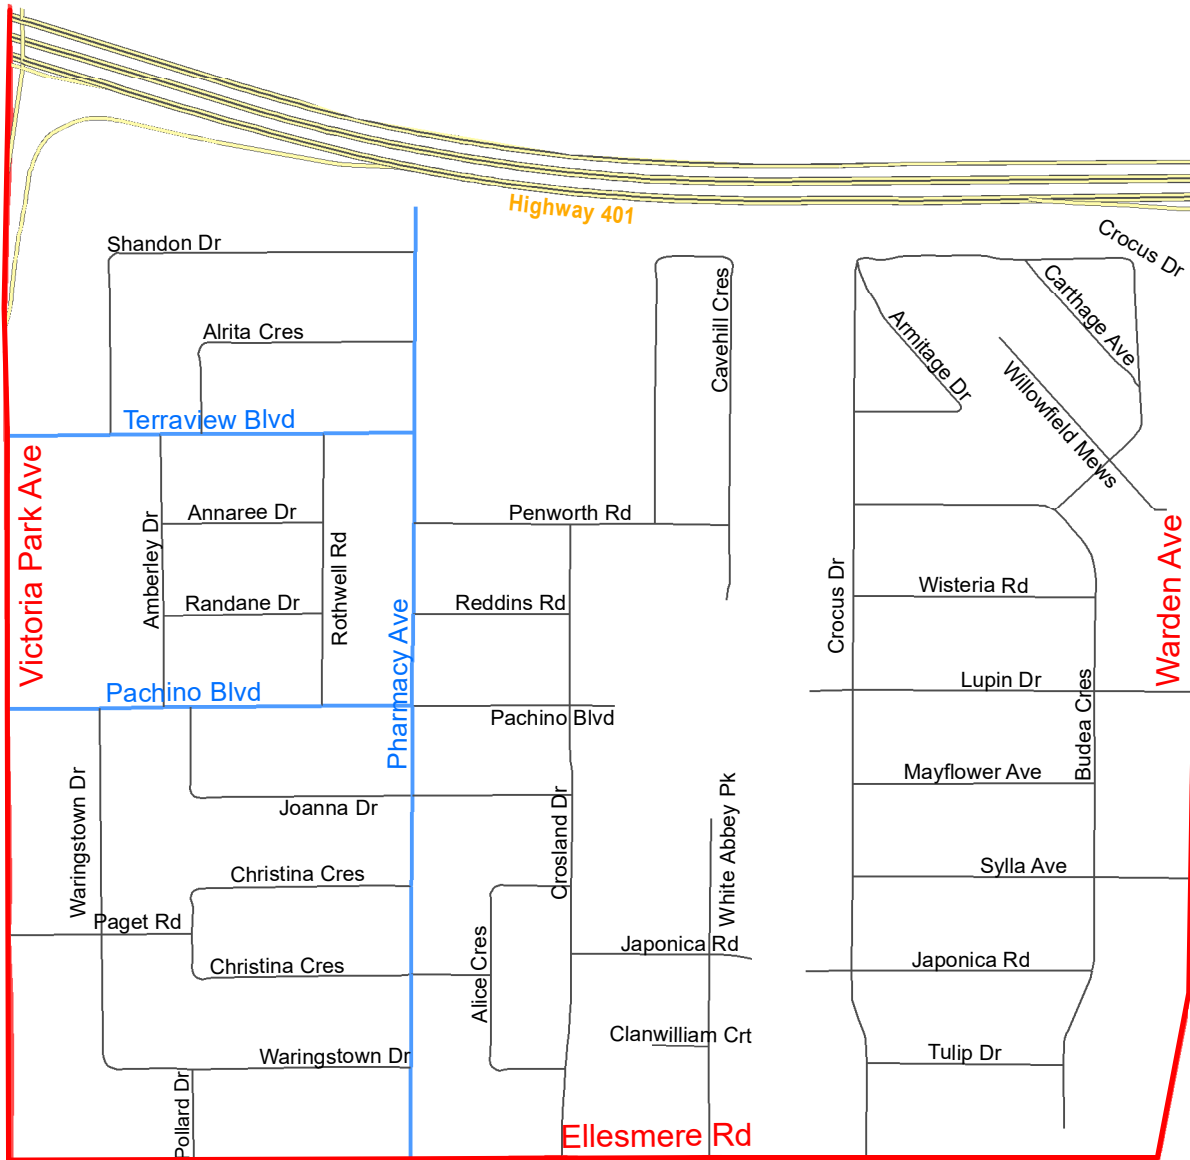 Highway 401
Shandon Dr
Crocus Dr
Carthage Ave
Cavehill Cres
Alrita Cres
Armitage Dr
Willowfield Mews
Terraview Blvd
Victoria Park Ave
Annaree Dr
Penworth Rd
Amberley Dr
Rothwell Rd
Warden Ave
Crocus Dr
Wisteria Rd
Randane Dr
Reddins Rd
Pharmacy Ave
Lupin Dr
Pachino Blvd
Pachino Blvd
Budea Cres
Mayflower Ave
Waringstown Dr
Joanna Dr
Crosland Dr
White Abbey Pk
Christina Cres
Sylla Ave
Paget Rd
Japonica Rd
Christina Cres
Alice Cres
Japonica Rd
Clanwilliam Crt
Waringstown Dr
Tulip Dr
Pollard Dr
Ellesmere Rd